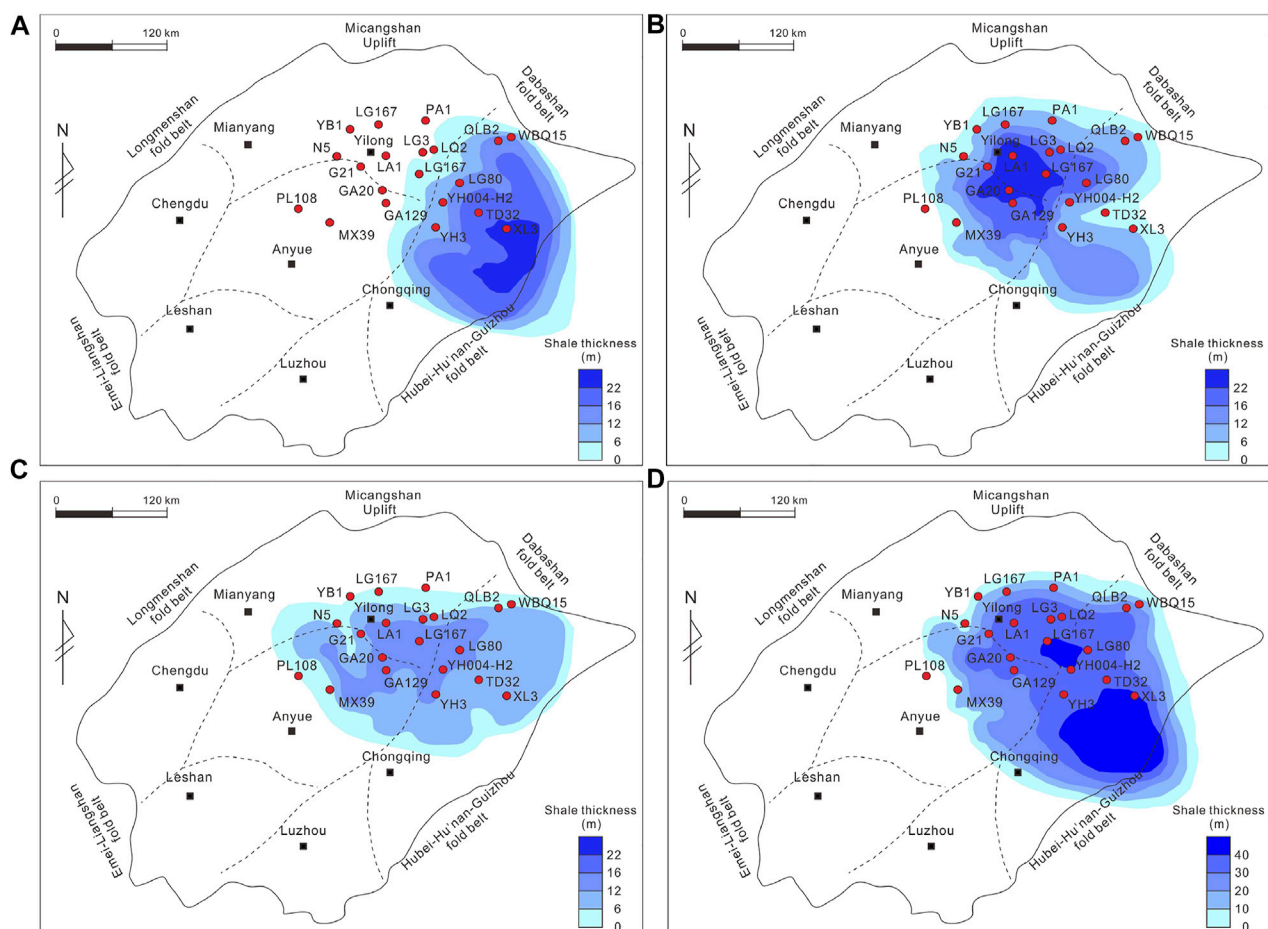 A
0 120 km
Micangshan
Uplift
Dabashan
fold belt
Longmenshan
fold belt
N
Mianyang
LG167
PA1
YB1
QLB2
WBQ15
Yilong
LG3
LQ2
N5
LA1
G21
LG167
LG80
GA20
YH004-H2
PL108
GA129
TD32
Chengdu
MX39
YH3
XL3
Anyue
Chongqing
Leshan
Emei-Liangshan
fold belt
Luzhou
Hubei-Hu'nan-Guizhou
fold belt
Shale thickness
(m)
22
16
12
6
0
B
0 120 km
Micangshan
Uplift
Dabashan
fold belt
Longmenshan
fold belt
N
Mianyang
LG167
PA1
YB1
QLB2
WBQ15
Yilong
LG3
LQ2
N5
LA1
G21
LG167
LG80
GA20
YH004-H2
PL108
GA129
TD32
Chengdu
MX39
YH3
XL3
Anyue
Chongqing
Leshan
Emei-Liangshan
fold belt
Luzhou
Hubei-Hu'nan-Guizhou
fold belt
Shale thickness
(m)
22
16
12
6
0
C
0 120 km
Micangshan
Uplift
Dabashan
fold belt
Longmenshan
fold belt
N
Mianyang
LG167
PA1
YB1
QLB2
WBQ15
Yilong
LG3
LQ2
N5
LA1
G21
LG167
LG80
GA20
YH004-H2
PL108
GA129
TD32
Chengdu
MX39
YH3
XL3
Anyue
Chongqing
Leshan
Emei-Liangshan
fold belt
Luzhou
Hubei-Hu'nan-Guizhou
fold belt
Shale thickness
(m)
22
16
12
6
0
D
0 120 km
Micangshan
Uplift
Dabashan
fold belt
Longmenshan
fold belt
N
Mianyang
LG167
PA1
YB1
QLB2
WBQ15
Yilong
LG3
LQ2
N5
LA1
G21
LG167
LG80
GA20
YH004-H2
PL108
GA129
TD32
Chengdu
MX39
YH3
XL3
Anyue
Chongqing
Leshan
Emei-Liangshan
fold belt
Luzhou
Hubei-Hu'nan-Guizhou
fold belt
Shale thickness
(m)
40
30
20
10
0